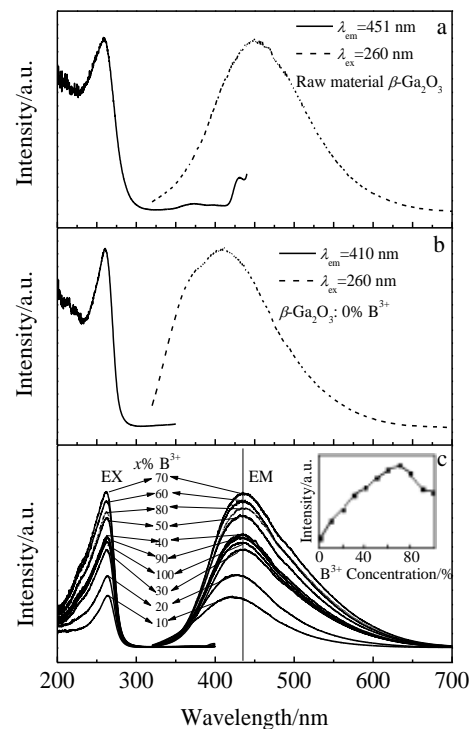 a
λem=451 nm
λex=260 nm
Raw material β-Ga2O3
Intensity/a.u.
b
λem=410 nm
λex=260 nm
β-Ga2O3: 0% B3+
Intensity/a.u.
c
EX
x% B3+
EM
70
60
80
50
40
90
100
30
20
10
Intensity/a.u.
0 40 80
B3+ Concentration/%
Intensity/a.u.
200 300 400 500 600 700
Wavelength/nm